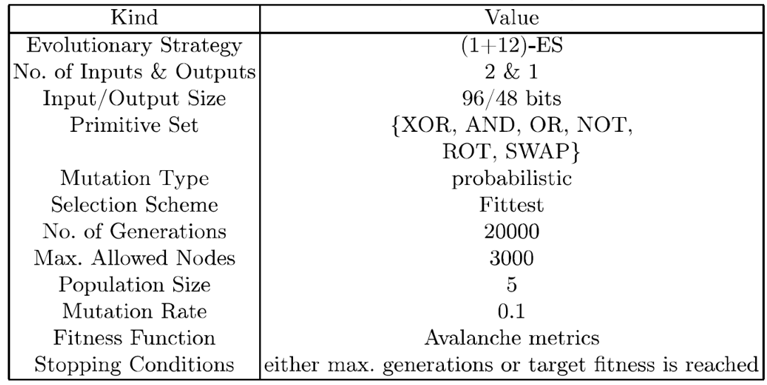 Kind Value
Evolutionary Strategy (1+12)-ES
No. of Inputs & Outputs 2 & 1
Input/Output Size 96/48 bits
Primitive Set {XOR, AND, OR, NOT,
ROT, SWAP}
Mutation Type probabilistic
Selection Scheme Fittest
No. of Generations 20000
Max. Allowed Nodes 3000
Population Size 5
Mutation Rate 0.1
Fitness Function Avalanche metrics
Stopping Conditions either max. generations or target fitness is reached